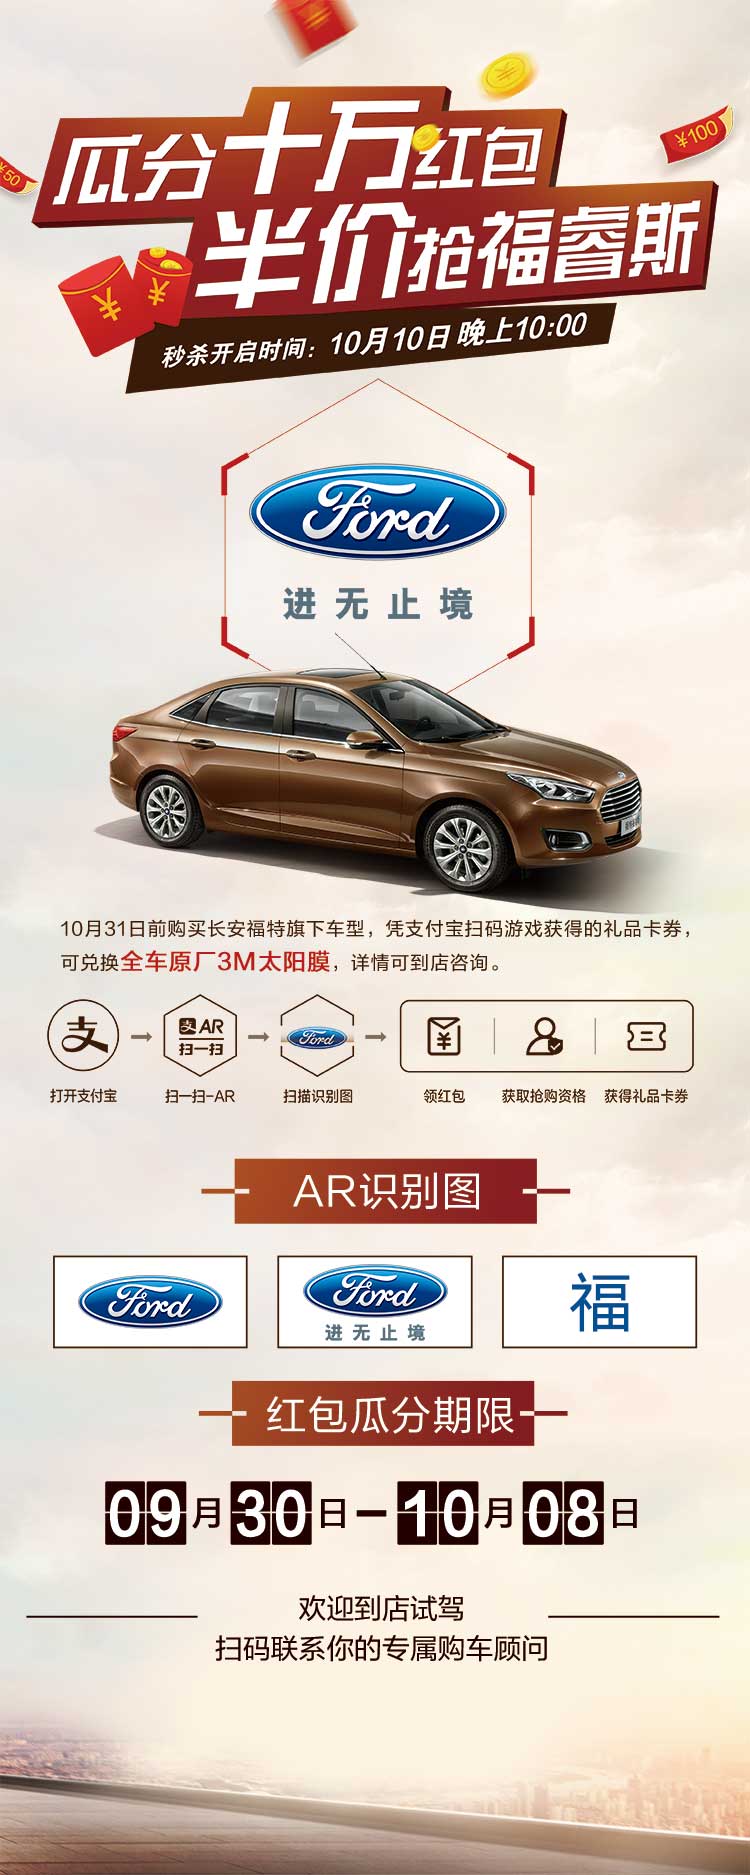 瓜分十万红包
半价抢福睿斯
¥50
¥100
¥
¥
¥
秒杀开启时间：10月10日 晚上10:00
Ford
进无止境
10月31日前购买长安福特旗下车型，凭支付宝扫码游戏获得的礼品卡券，
可兑换全车原厂3M太阳膜，详情可到店咨询。
支
支AR
扫一扫
Ford
¥
打开支付宝
扫一扫-AR
扫描识别图
领红包
获取抢购资格
获得礼品卡券
AR识别图
Ford
Ford
进无止境
福
红包瓜分期限
09月30日－10月08日
欢迎到店试驾
扫码联系你的专属购车顾问